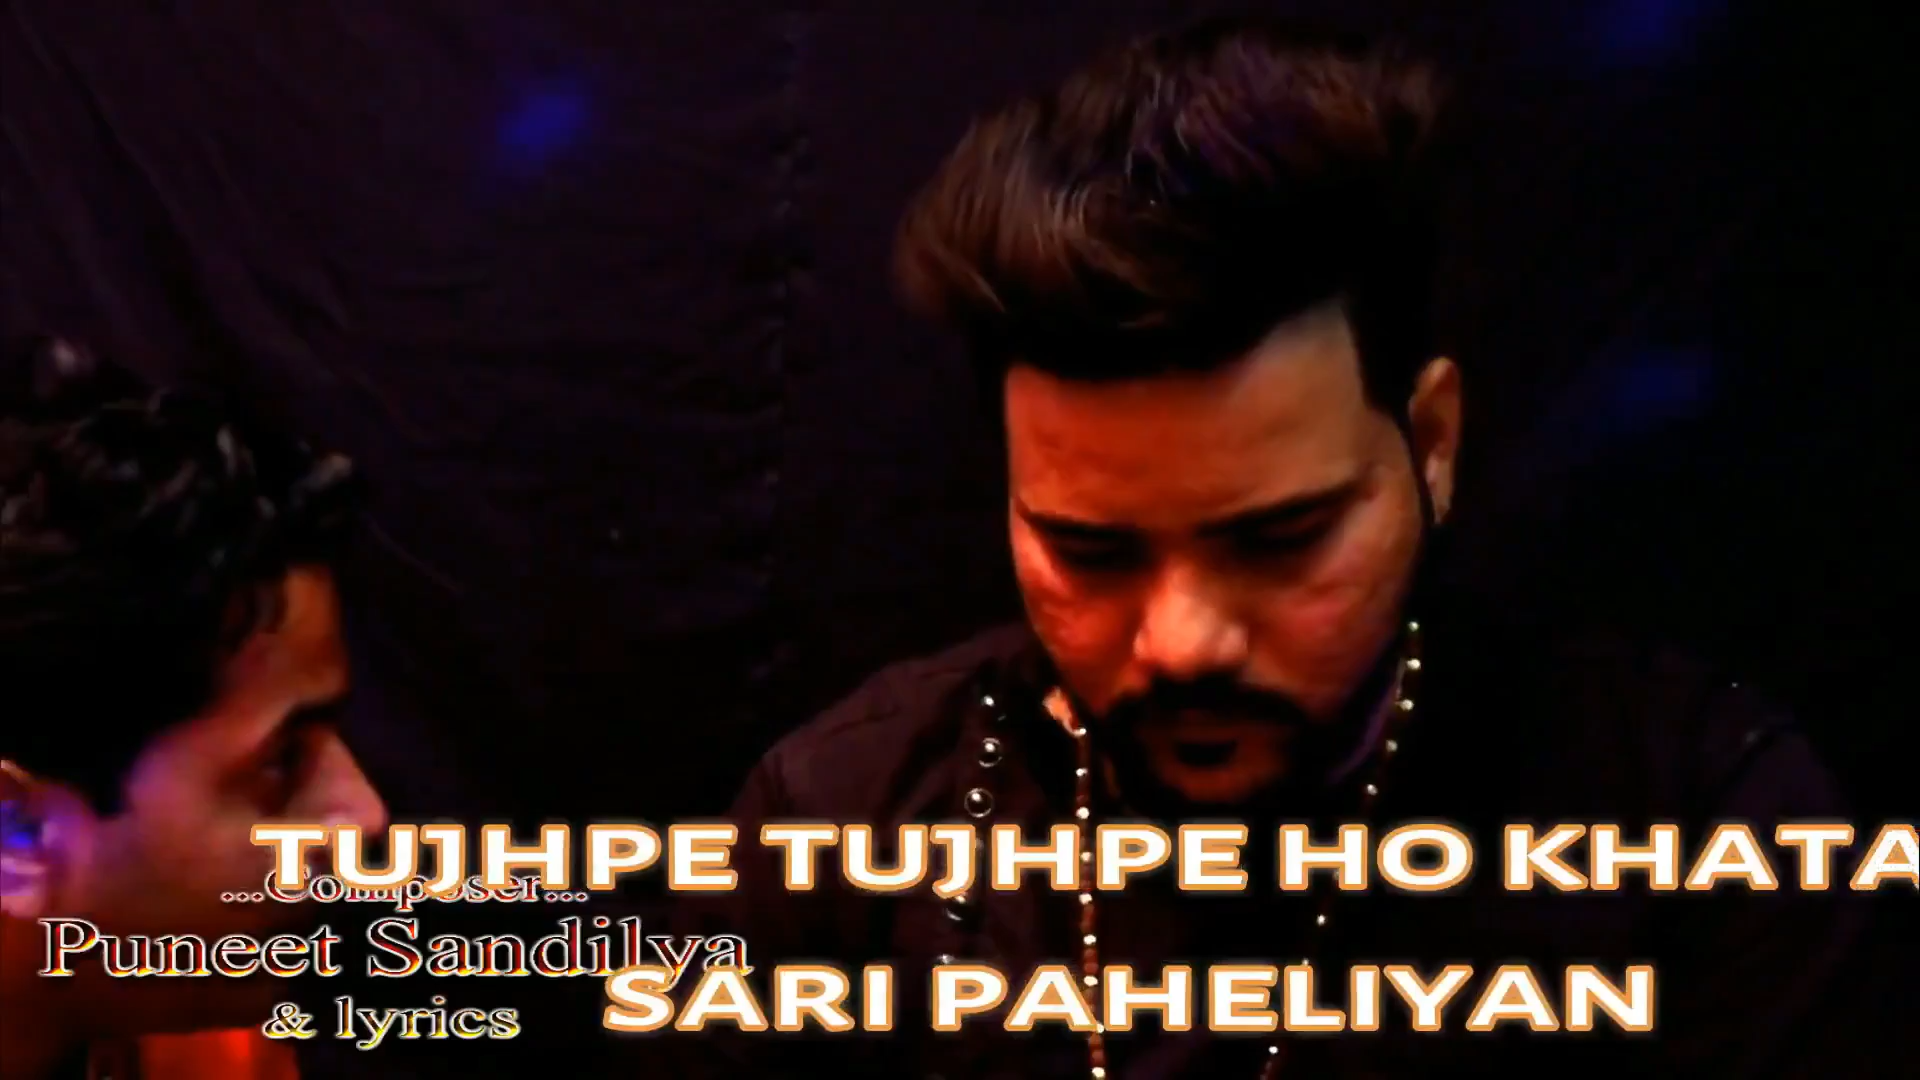 TUJHPE TUJHPE HO KHATA
...Composer...
Puneet Sandilya
SARI PAHELIYAN
& lyrics